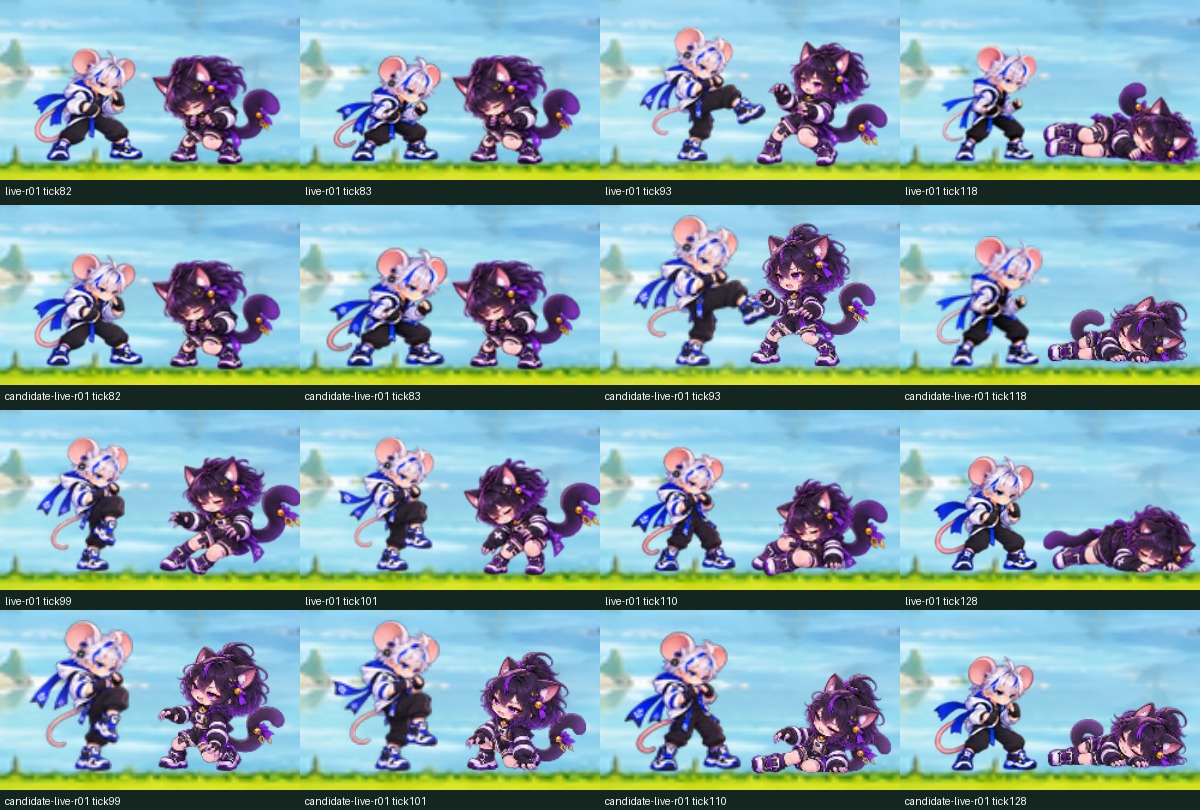 live-r01 tick82
live-r01 tick83
live-r01 tick93
live-r01 tick118
candidate-live-r01 tick82
candidate-live-r01 tick83
candidate-live-r01 tick93
candidate-live-r01 tick118
live-r01 tick99
live-r01 tick101
live-r01 tick110
live-r01 tick128
candidate-live-r01 tick99
candidate-live-r01 tick101
candidate-live-r01 tick110
candidate-live-r01 tick128